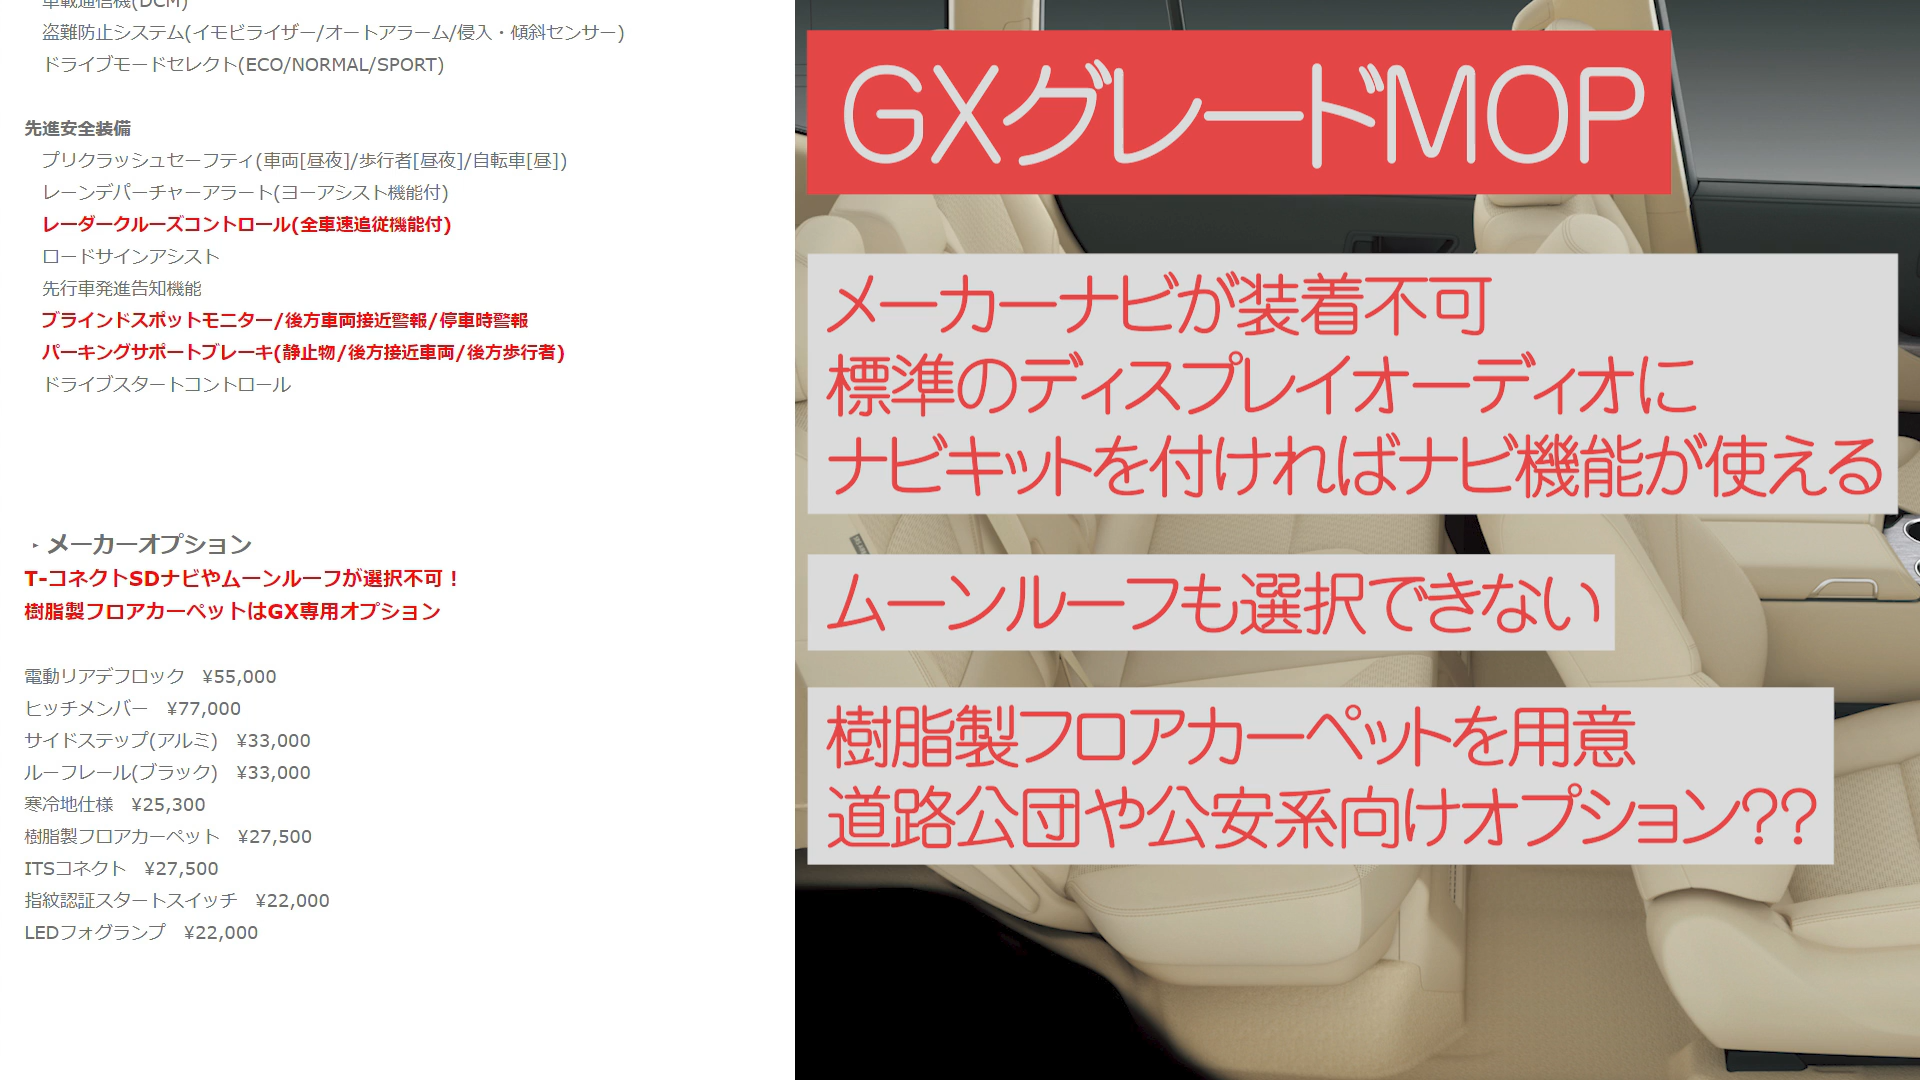 車載通信機(DCM)
盗難防止システム(イモビライザー/オートアラーム/侵入・傾斜センサー)
ドライブモードセレクト(ECO/NORMAL/SPORT)
先進安全装備
プリクラッシュセーフティ(車両[昼夜]/歩行者[昼夜]/自転車[昼])
レーンデパーチャーアラート(ヨーアシスト機能付)
レーダークルーズコントロール(全車速追従機能付)
ロードサインアシスト
先行車発進告知機能
ブラインドスポットモニター/後方車両接近警報/停車時警報
パーキングサポートブレーキ(静止物/後方接近車両/後方歩行者)
ドライブスタートコントロール
メーカーオプション
T-コネクトSDナビやムーンルーフが選択不可！
樹脂製フロアカーペットはGX専用オプション
電動リアデフロック ¥55,000
ヒッチメンバー ¥77,000
サイドステップ(アルミ) ¥33,000
ルーフレール(ブラック) ¥33,000
寒冷地仕様 ¥25,300
樹脂製フロアカーペット ¥27,500
ITSコネクト ¥27,500
指紋認証スタートスイッチ ¥22,000
LEDフォグランプ ¥22,000
GXグレードMOP
メーカーナビが装着不可
標準のディスプレイオーディオに
ナビキットを付ければナビ機能が使える
ムーンルーフも選択できない
樹脂製フロアカーペットを用意
道路公団や公安系向けオプション??